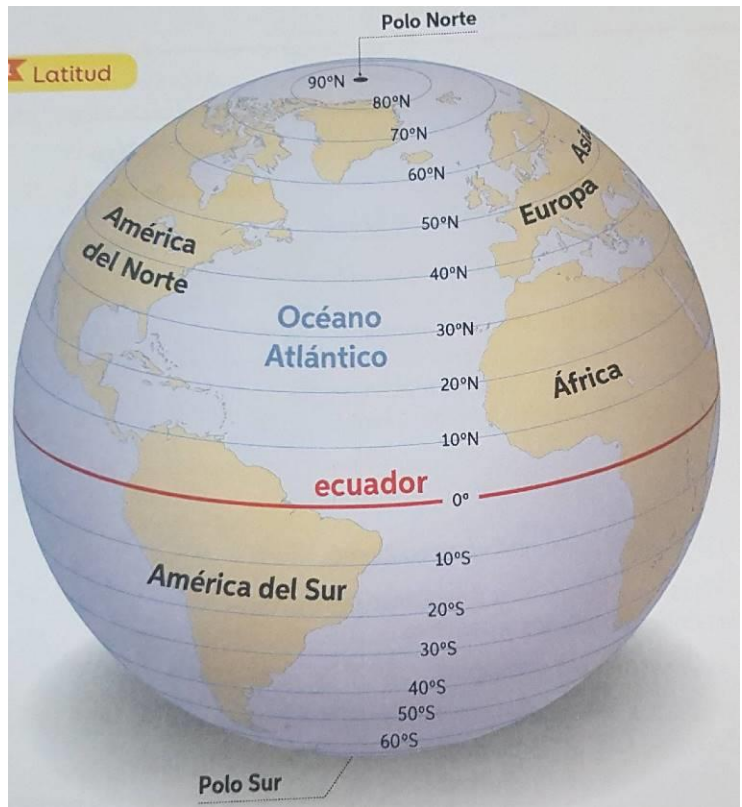 Polo Norte
Latitud
90°N
80°N
70°N
60°N
Asia
Europa
50°N
América
del Norte
40°N
Océano
Atlántico
30°N
20°N
África
10°N
ecuador
0°
10°S
América del Sur
20°S
30°S
40°S
50°S
60°S
Polo Sur